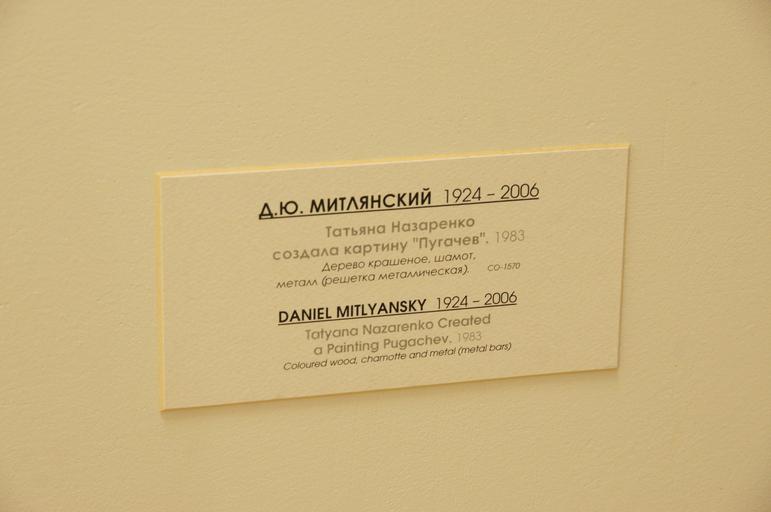 Д.Ю. МИТЛЯНСКИЙ 1924 – 2006
Татьяна Назаренко
создала картину "Пугачев". 1983
Дерево крашеное, шамот,
металл (решетка металлическая). СО-1570
DANIEL MITLYANSKY 1924 – 2006
Tatyana Nazarenko Created
a Painting Pugachev. 1983
Coloured wood, chamotte and metal (metal bars)